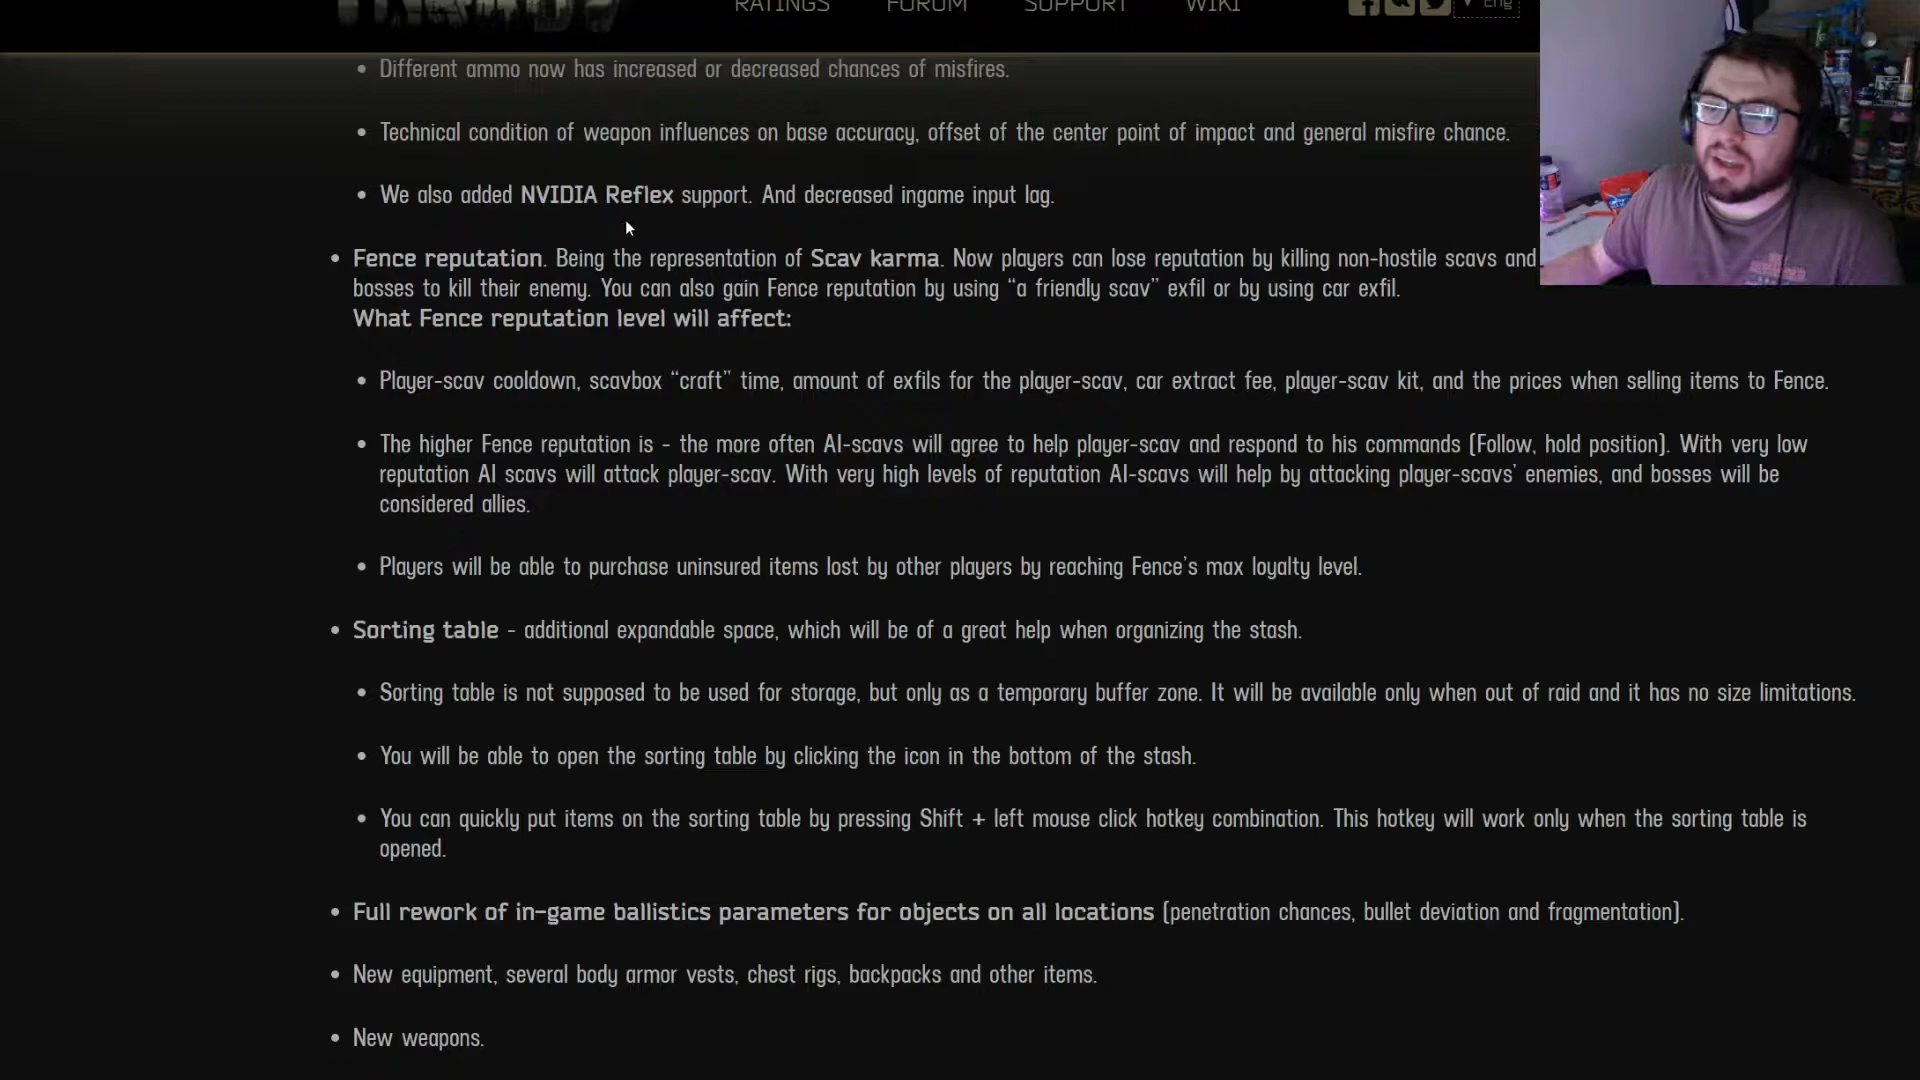 RATINGS FORUM SUPPORT WIKI Eng
• Different ammo now has increased or decreased chances of misfires.
• Technical condition of weapon influences on base accuracy, offset of the center point of impact and general misfire chance.
• We also added NVIDIA Reflex support. And decreased ingame input lag.
• Fence reputation. Being the representation of Scav karma. Now players can lose reputation by killing non-hostile scavs and
bosses to kill their enemy. You can also gain Fence reputation by using “a friendly scav” exfil or by using car exfil.
What Fence reputation level will affect:
• Player-scav cooldown, scavbox “craft” time, amount of exfils for the player-scav, car extract fee, player-scav kit, and the prices when selling items to Fence.
• The higher Fence reputation is - the more often AI-scavs will agree to help player-scav and respond to his commands (Follow, hold position). With very low
reputation AI scavs will attack player-scav. With very high levels of reputation AI-scavs will help by attacking player-scavs’ enemies, and bosses will be
considered allies.
• Players will be able to purchase uninsured items lost by other players by reaching Fence’s max loyalty level.
• Sorting table - additional expandable space, which will be of a great help when organizing the stash.
• Sorting table is not supposed to be used for storage, but only as a temporary buffer zone. It will be available only when out of raid and it has no size limitations.
• You will be able to open the sorting table by clicking the icon in the bottom of the stash.
• You can quickly put items on the sorting table by pressing Shift + left mouse click hotkey combination. This hotkey will work only when the sorting table is
opened.
• Full rework of in-game ballistics parameters for objects on all locations (penetration chances, bullet deviation and fragmentation).
• New equipment, several body armor vests, chest rigs, backpacks and other items.
• New weapons.